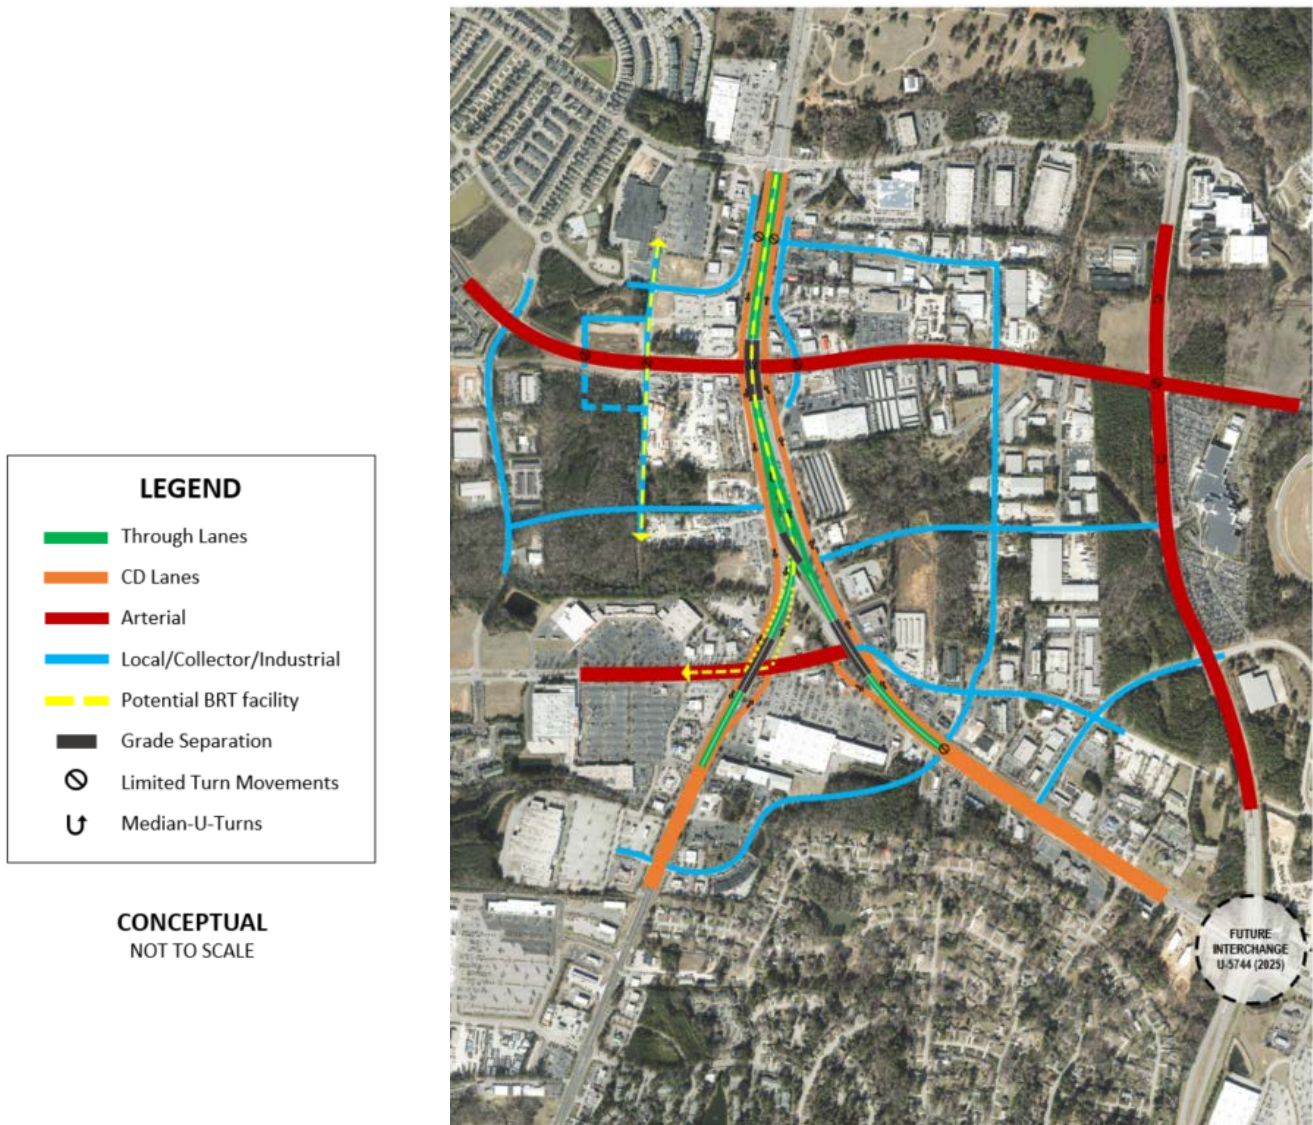 LEGEND
Through Lanes
CD Lanes
Arterial
Local/Collector/Industrial
Potential BRT facility
Grade Separation
Limited Turn Movements
Median-U-Turns
CONCEPTUAL
NOT TO SCALE
FUTURE
INTERCHANGE
U-5744 (2025)